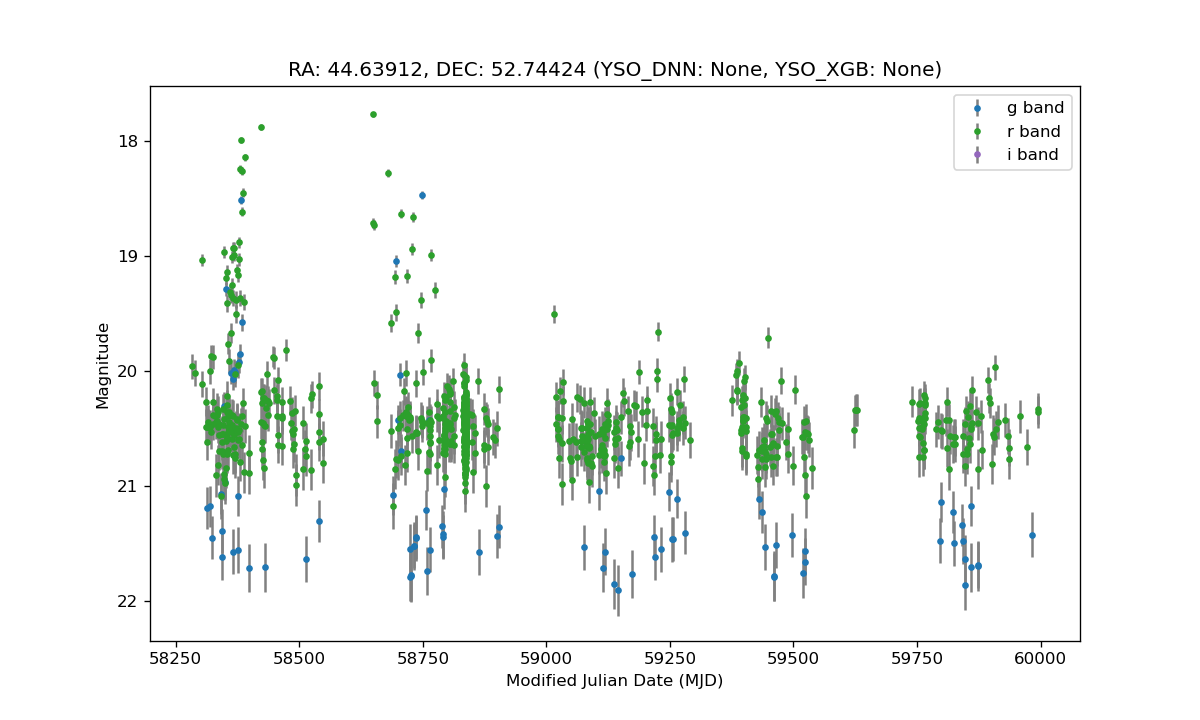 RA: 44.63912, DEC: 52.74424 (YSO_DNN: None, YSO_XGB: None)
g band
r band
i band
18
19
20
21
22
Magnitude
58250 58500 58750 59000 59250 59500 59750 60000
Modified Julian Date (MJD)